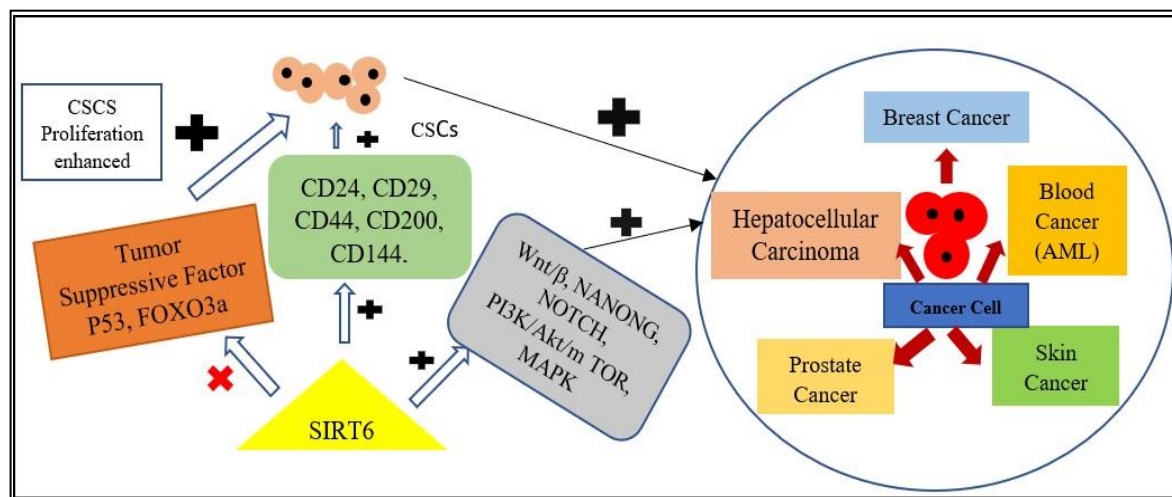 CSCS
Proliferation
enhanced
CSCs
CD24, CD29,
CD44, CD200,
CD144.
Tumor
Suppressive Factor
P53, FOXO3a
Wnt/β, NANONG,
NOTCH,
PI3K/Akt/m TOR,
MAPK
SIRT6
Breast Cancer
Hepatocellular
Carcinoma
Blood
Cancer
(AML)
Cancer Cell
Prostate
Cancer
Skin
Cancer